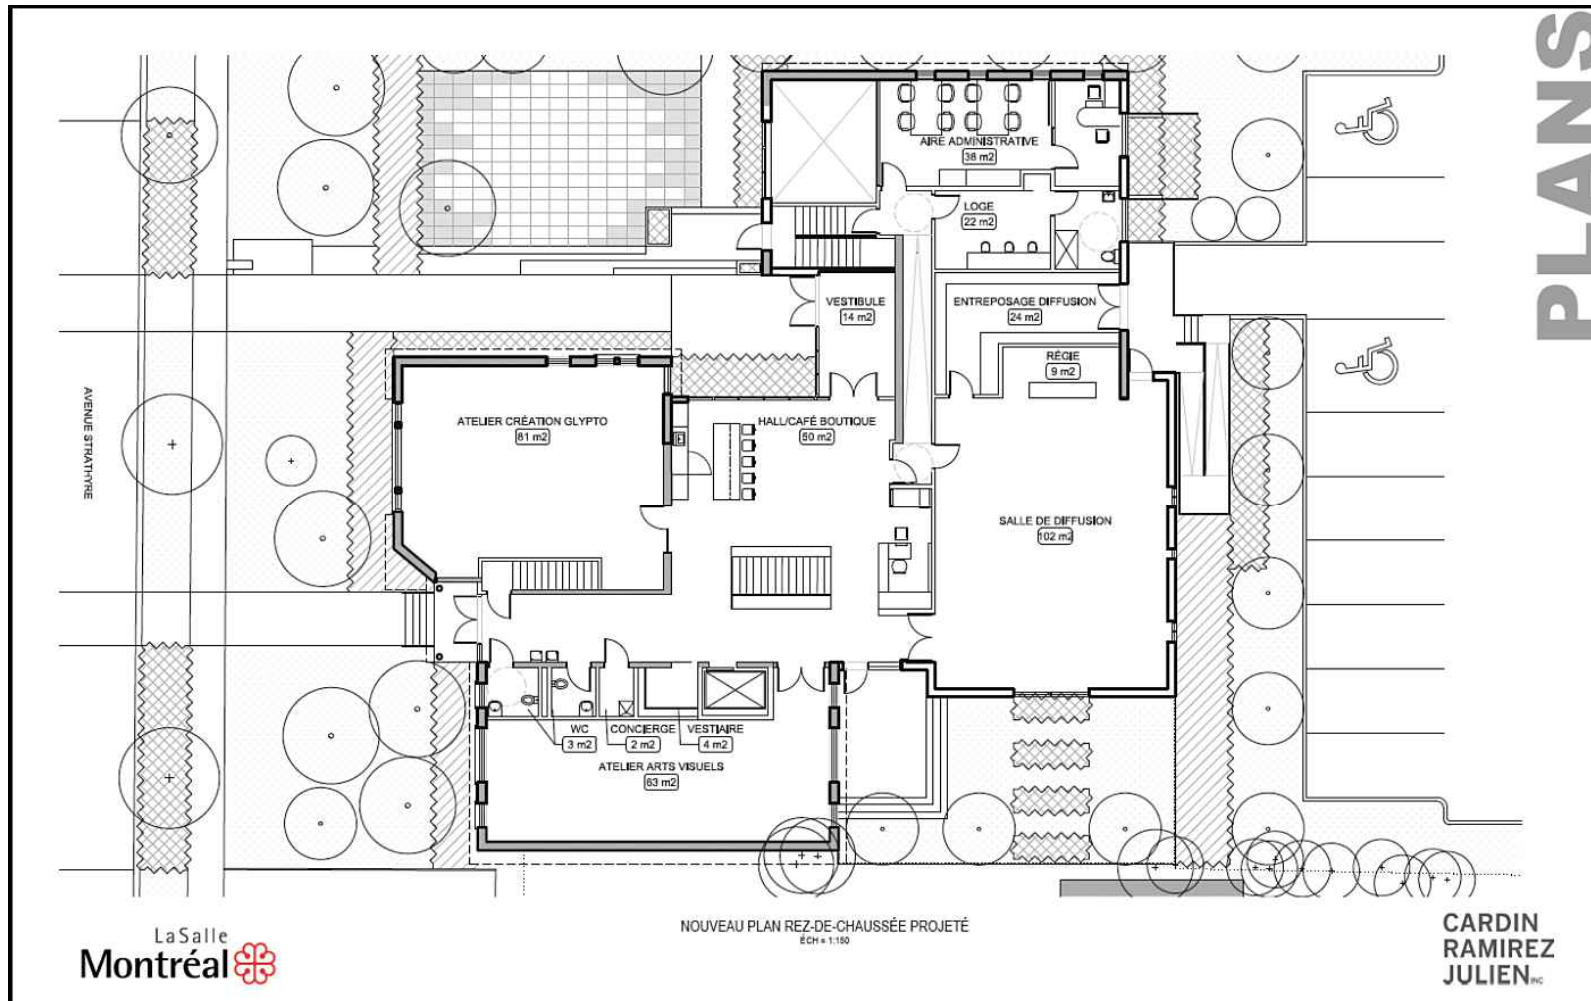 PLANS
AIRE ADMINISTRATIVE
38 m2
LOGE
22 m2
VESTIBULE
14 m2
ENTREPOSAGE DIFFUSION
24 m2
RÉGIE
9 m2
AVENUE STRATHYRE
ATELIER CRÉATION GLYPTO
81 m2
HALL/CAFÉ BOUTIQUE
50 m2
SALLE DE DIFFUSION
102 m2
WC
3 m2
CONCIERGE
2 m2
VESTIAIRE
4 m2
ATELIER ARTS VISUELS
63 m2
NOUVEAU PLAN REZ-DE-CHAUSSÉE PROJETÉ
ÉCH = 1:150
LaSalle
Montréal
CARDIN
RAMIREZ
JULIEN INC